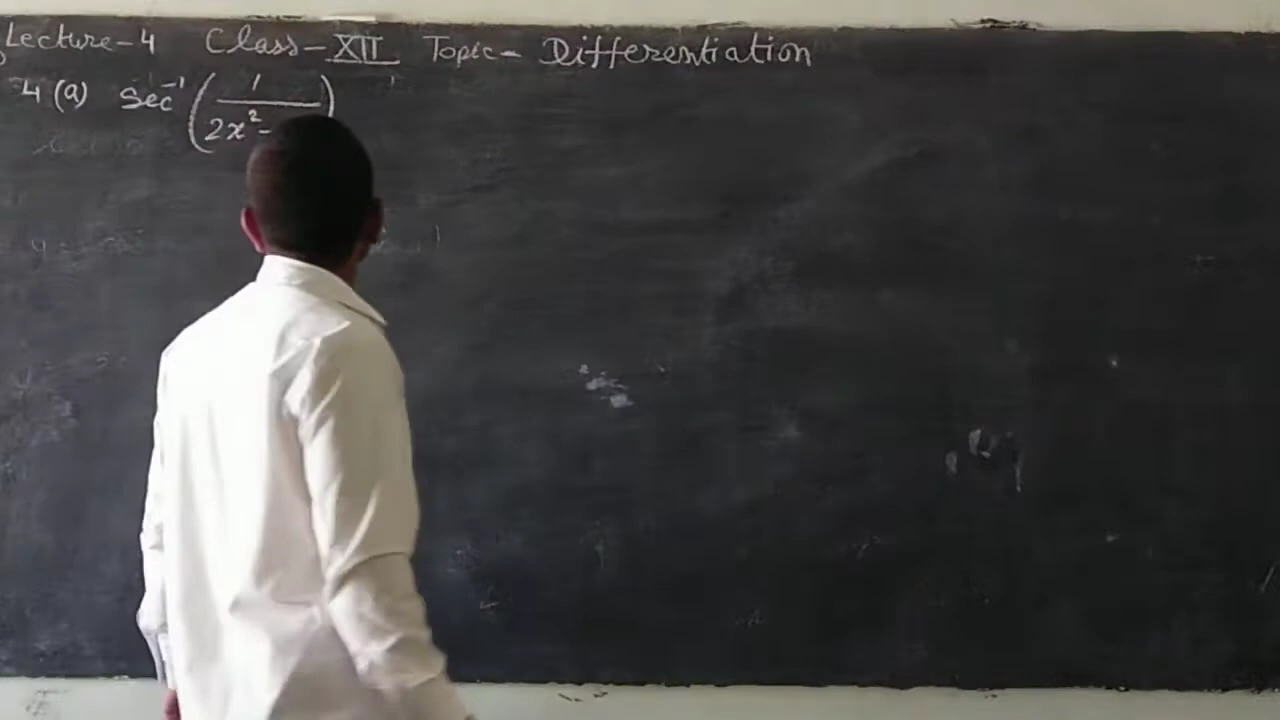 Lecture-4 Class-XII Topic- Differentiation
4 (a) Sec⁻¹ (1/2x²-